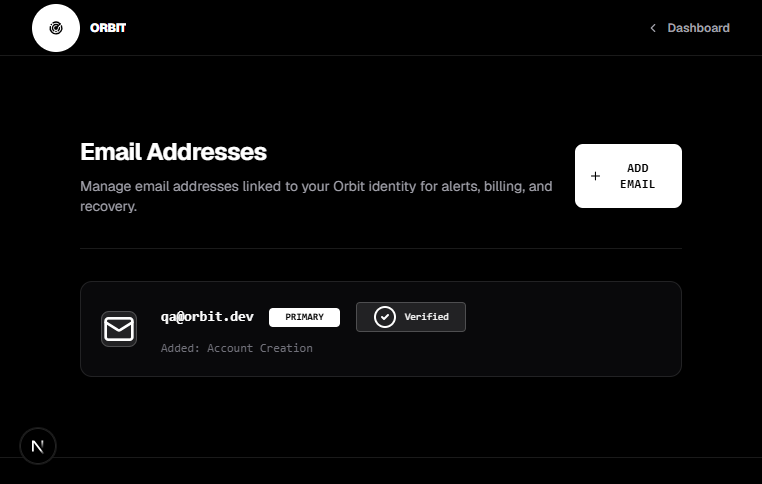 ORBIT
Dashboard
Email Addresses
Manage email addresses linked to your Orbit identity for alerts, billing, and
recovery.
ADD
EMAIL
qa@orbit.dev
PRIMARY
Verified
Added: Account Creation
N